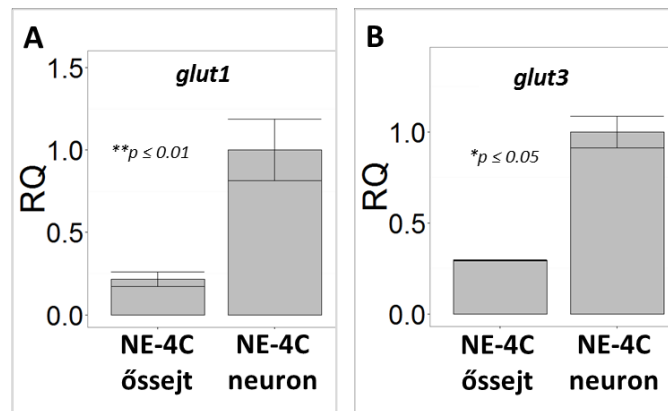 A
glut1
1.5
1.0
0.5
0.0
RQ
**p ≤ 0.01
NE-4C
őssejt
NE-4C
neuron
B
glut3
1.0
0.5
0.0
RQ
*p ≤ 0.05
NE-4C
őssejt
NE-4C
neuron